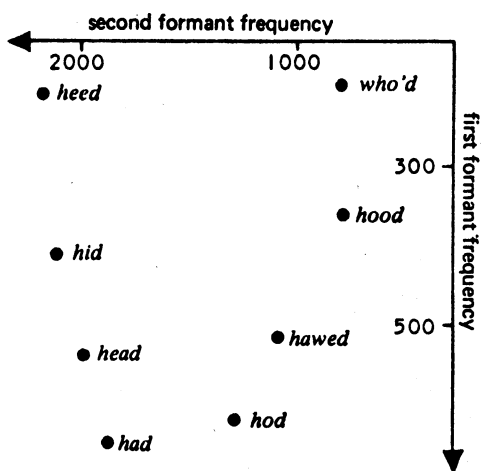 second formant frequency
2000 1000
heed
who'd
first formant frequency
300
hood
hid
500
hawed
head
hod
had